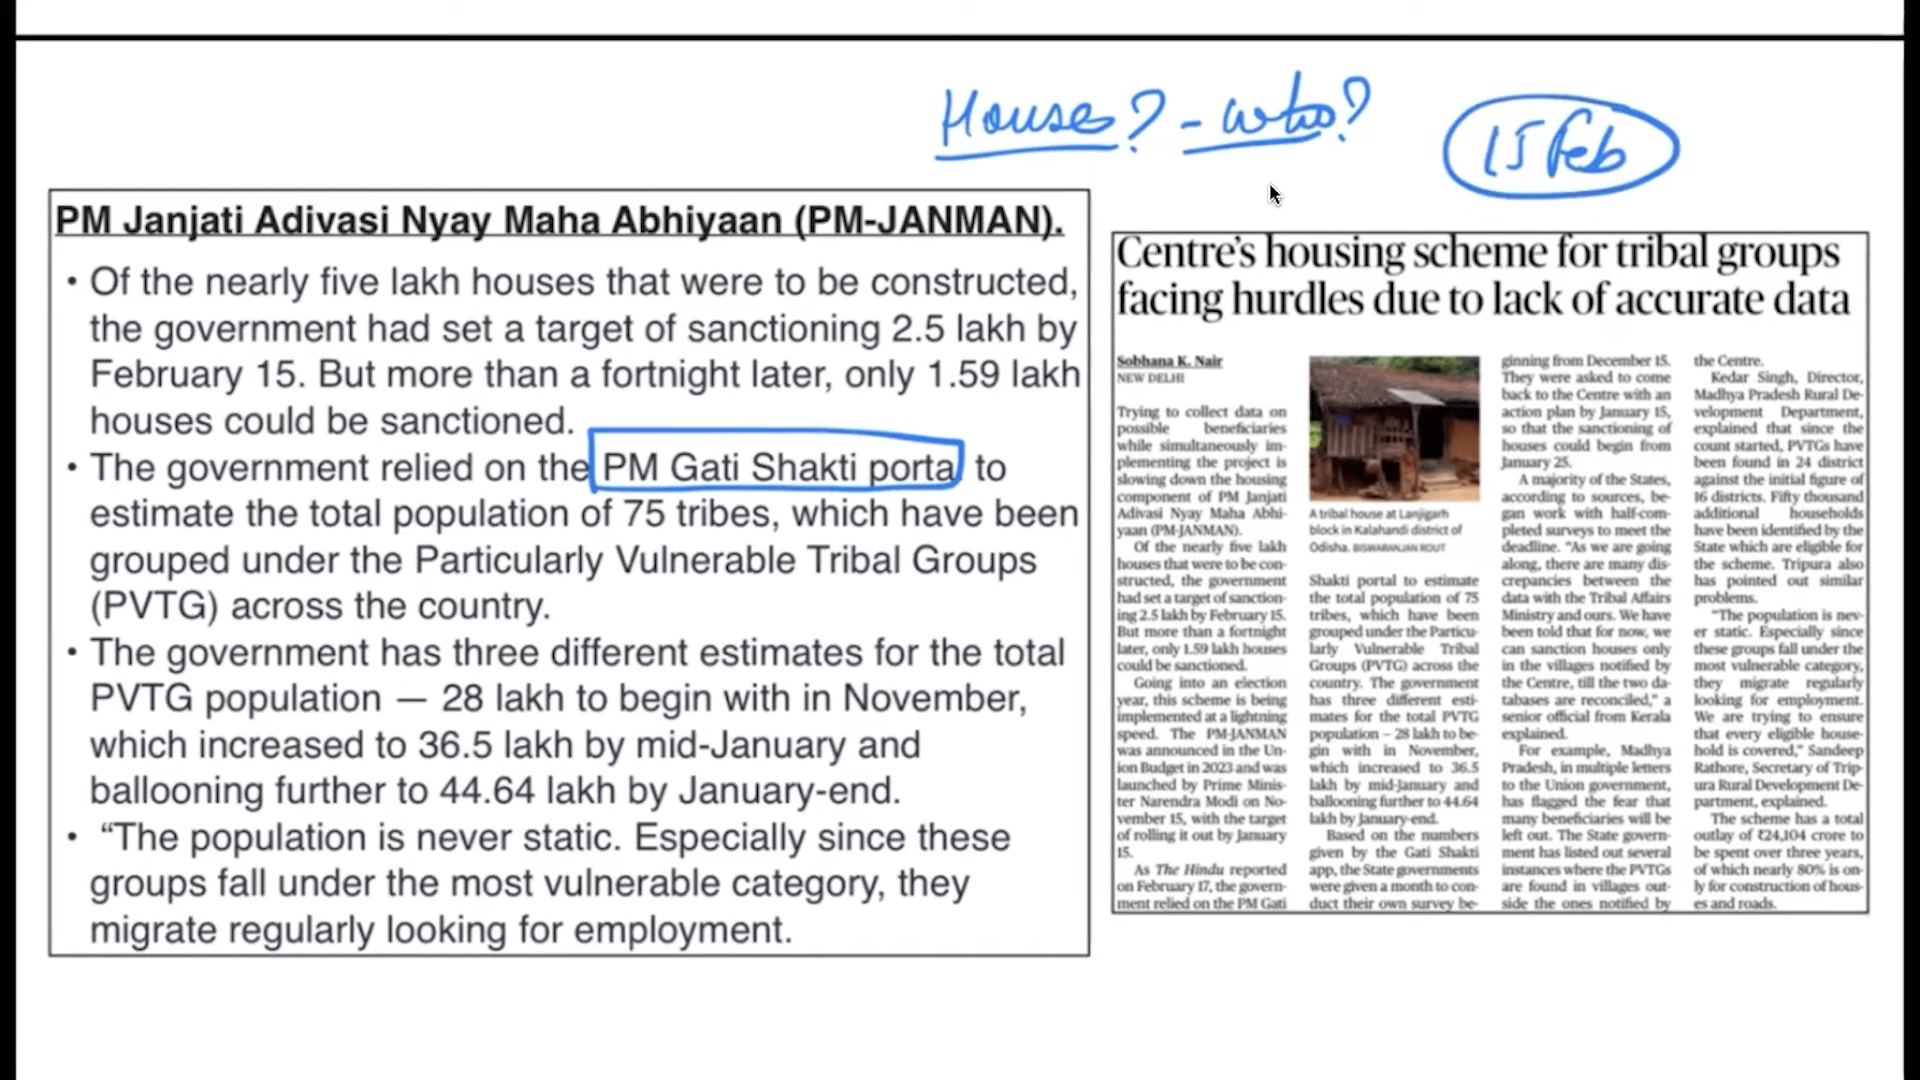 House? - who?
15 Feb
PM Janjati Adivasi Nyay Maha Abhiyaan (PM-JANMAN).
• Of the nearly five lakh houses that were to be constructed,
the government had set a target of sanctioning 2.5 lakh by
February 15. But more than a fortnight later, only 1.59 lakh
houses could be sanctioned.
• The government relied on the PM Gati Shakti porta to
estimate the total population of 75 tribes, which have been
grouped under the Particularly Vulnerable Tribal Groups
(PVTG) across the country.
• The government has three different estimates for the total
PVTG population — 28 lakh to begin with in November,
which increased to 36.5 lakh by mid-January and
ballooning further to 44.64 lakh by January-end.
• “The population is never static. Especially since these
groups fall under the most vulnerable category, they
migrate regularly looking for employment.
Centre’s housing scheme for tribal groups
facing hurdles due to lack of accurate data
Sobhana K. Nair
NEW DELHI
Trying to collect data on
possible beneficiaries
while simultaneously im-
plementing the project is
slowing down the housing
component of PM Janjati
Adivasi Nyay Maha Abhi-
yaan (PM-JANMAN).
Of the nearly five lakh
houses that were to be con-
structed, the government
had set a target of sanction-
ing 2.5 lakh by February 15.
But more than a fortnight
later, only 1.59 lakh houses
could be sanctioned.
Going into an election
year, this scheme is being
implemented at a lightning
speed. The PM-JANMAN
was announced in the Un-
ion Budget in 2023 and was
launched by Prime Minis-
ter Narendra Modi on No-
vember 15, with the target
of rolling it out by January
15.
As The Hindu reported
on February 17, the govern-
ment relied on the PM Gati
A tribal house at Lanjigarh
block in Kalahandi district of
Odisha. BISWARANJAN ROUT
Shakti portal to estimate
the total population of 75
tribes, which have been
grouped under the Particu-
larly Vulnerable Tribal
Groups (PVTG) across the
country. The government
has three different esti-
mates for the total PVTG
population – 28 lakh to be-
gin with in November,
which increased to 36.5
lakh by mid-January and
ballooning further to 44.64
lakh by January-end.
Based on the numbers
given by the Gati Shakti
app, the State governments
were given a month to con-
duct their own survey be-
ginning from December 15.
They were asked to come
back to the Centre with an
action plan by January 15,
so that the sanctioning of
houses could begin from
January 25.
A majority of the States,
according to sources, be-
gan work with half-com-
pleted surveys to meet the
deadline. “As we are going
along, there are many dis-
crepancies between the
data with the Tribal Affairs
Ministry and ours. We have
been told that for now, we
can sanction houses only
in the villages notified by
the Centre, till the two da-
tabases are reconciled,” a
senior official from Kerala
explained.
For example, Madhya
Pradesh, in multiple letters
to the Union government,
has flagged the fear that
many beneficiaries will be
left out. The State govern-
ment has listed out several
instances where the PVTGs
are found in villages out-
side the ones notified by
the Centre.
Kedar Singh, Director,
Madhya Pradesh Rural De-
velopment Department,
explained that since the
count started, PVTGs have
been found in 24 district
against the initial figure of
16 districts. Fifty thousand
additional households
have been identified by the
State which are eligible for
the scheme. Tripura also
has pointed out similar
problems.
“The population is nev-
er static. Especially since
these groups fall under the
most vulnerable category,
they migrate regularly
looking for employment.
We are trying to ensure
that every eligible house-
hold is covered,” Sandeep
Rathore, Secretary of Trip-
ura Rural Development De-
partment, explained.
The scheme has a total
outlay of ₹24,104 crore to
be spent over three years,
of which nearly 80% is on-
ly for construction of hous-
es and roads.